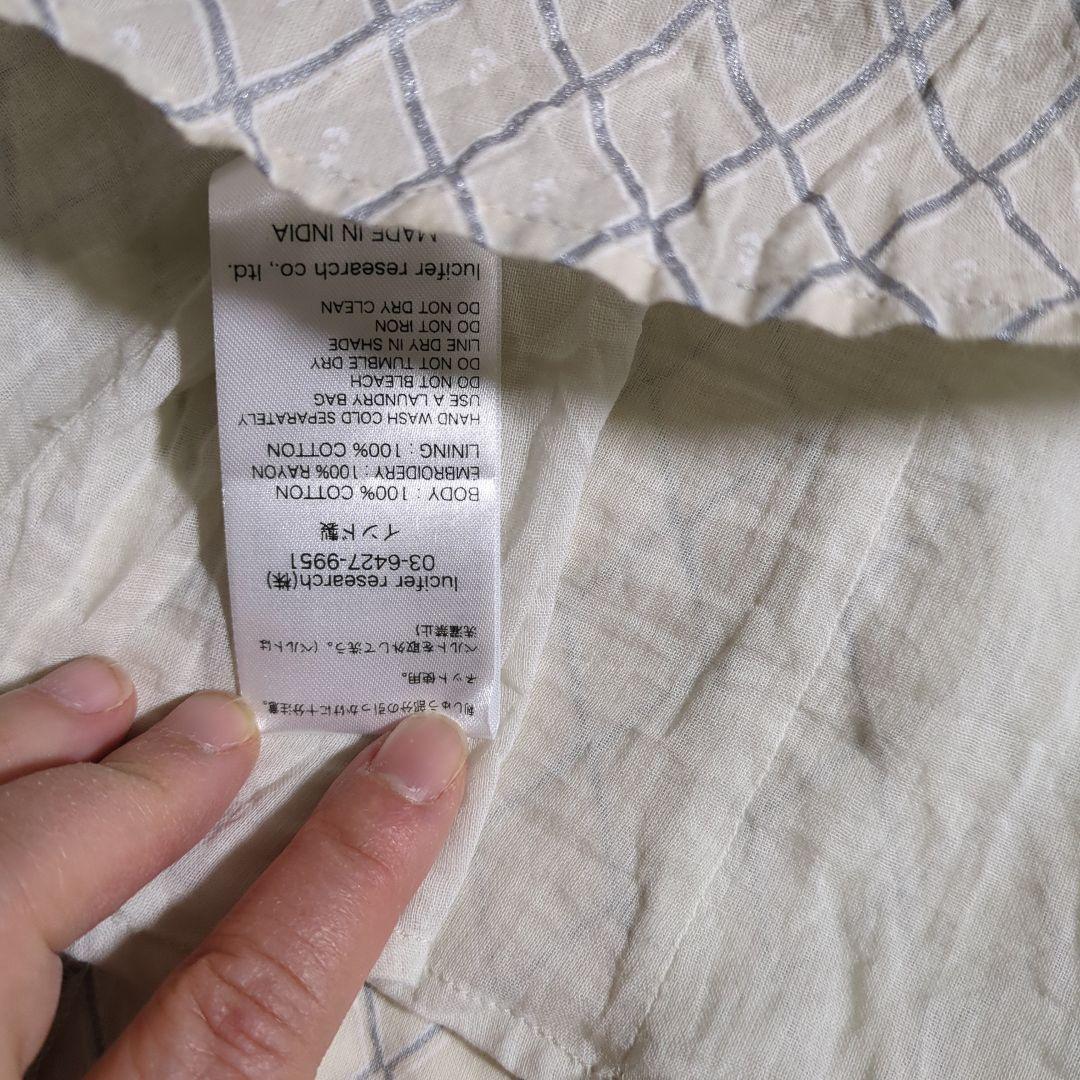 刺しゅう部分の引っかけに十分注意。
ネット使用。
ベルトを取外して洗う。(ベルトは
洗濯禁止)
lucifer research(株)
03-6427-9951
インド製
BODY : 100% COTTON
EMBROIDERY : 100% RAYON
LINING : 100% COTTON
HAND WASH COLD SEPARATELY
USE A LAUNDRY BAG
DO NOT BLEACH
DO NOT TUMBLE DRY
LINE DRY IN SHADE
DO NOT IRON
DO NOT DRY CLEAN
lucifer research co., ltd.
MADE IN INDIA